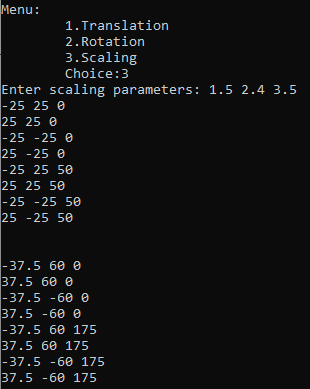 Menu:
1.Translation
2.Rotation
3.Scaling
Choice:3
Enter scaling parameters: 1.5 2.4 3.5
-25 25 0
25 25 0
-25 -25 0
25 -25 0
-25 25 50
25 25 50
-25 -25 50
25 -25 50
-37.5 60 0
37.5 60 0
-37.5 -60 0
37.5 -60 0
-37.5 60 175
37.5 60 175
-37.5 -60 175
37.5 -60 175